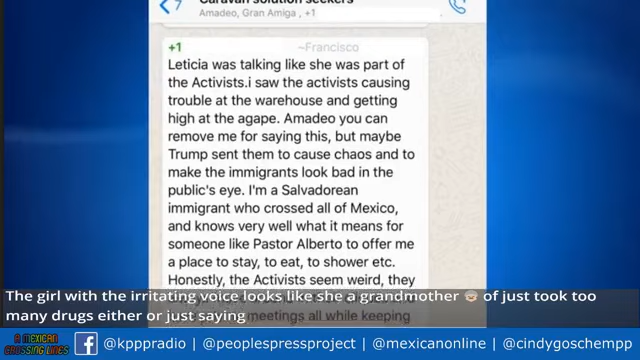 7
Caravan solution seekers
Amadeo, Gran Amiga , +1
+1 ~Francisco
Leticia was talking like she was part of
the Activists.i saw the activists causing
trouble at the warehouse and getting
high at the agape. Amadeo you can
remove me for saying this, but maybe
Trump sent them to cause chaos and to
make the immigrants look bad in the
public's eye. I'm a Salvadorean
immigrant who crossed all of Mexico,
and knows very well what it means for
someone like Pastor Alberto to offer me
a place to stay, to eat, to shower etc.
Honestly, the Activists seem weird, they
The girl with the irritating voice looks like she a grandmother 👵🏼 of just took too
many drugs either or just saying
meetings all while keeping
A MEXICAN
CROSSING LINES
@kpppradio | @peoplespressproject | @mexicanonline | @cindygoschempp